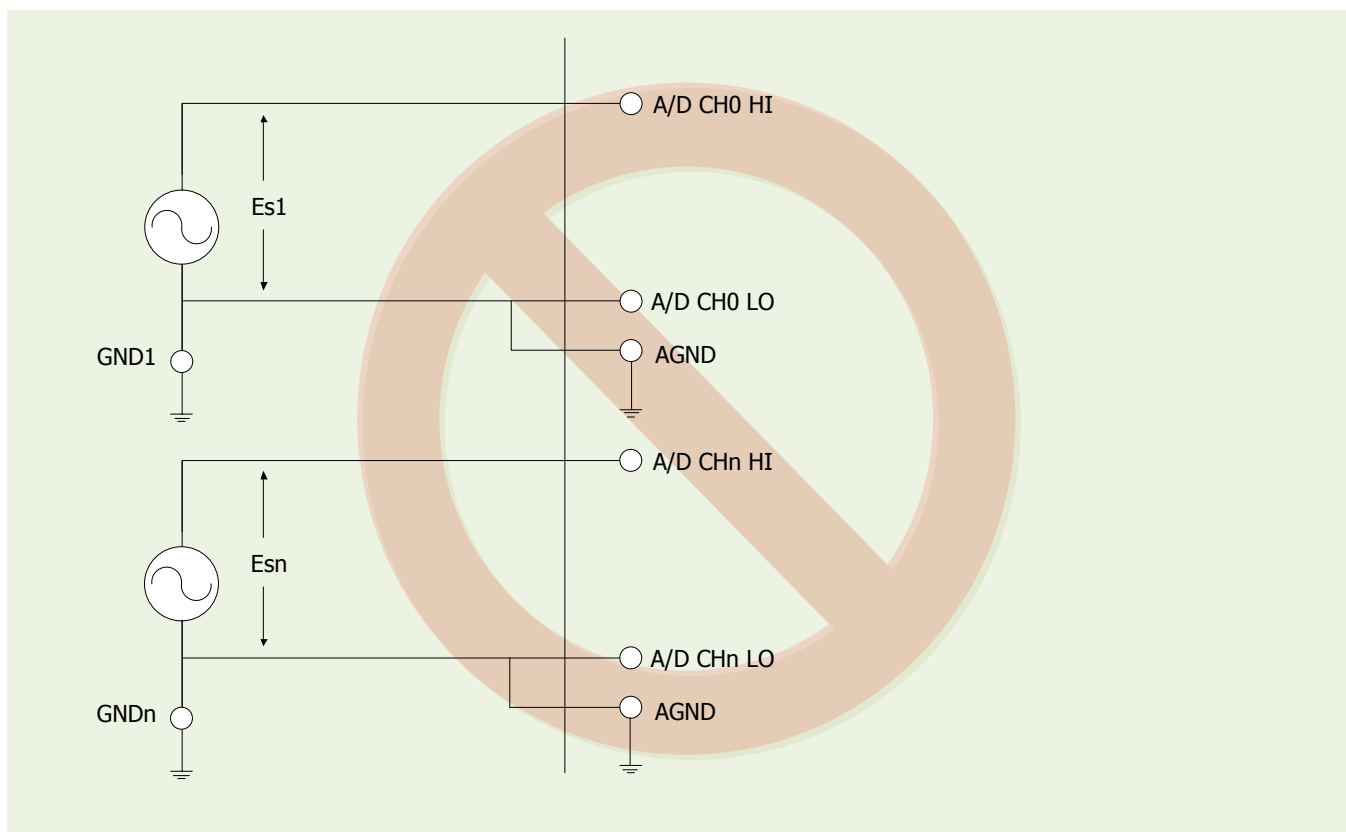 A/D CH0 HI
Es1
A/D CH0 LO
GND1
AGND
A/D CHn HI
Esn
A/D CHn LO
GNDn
AGND